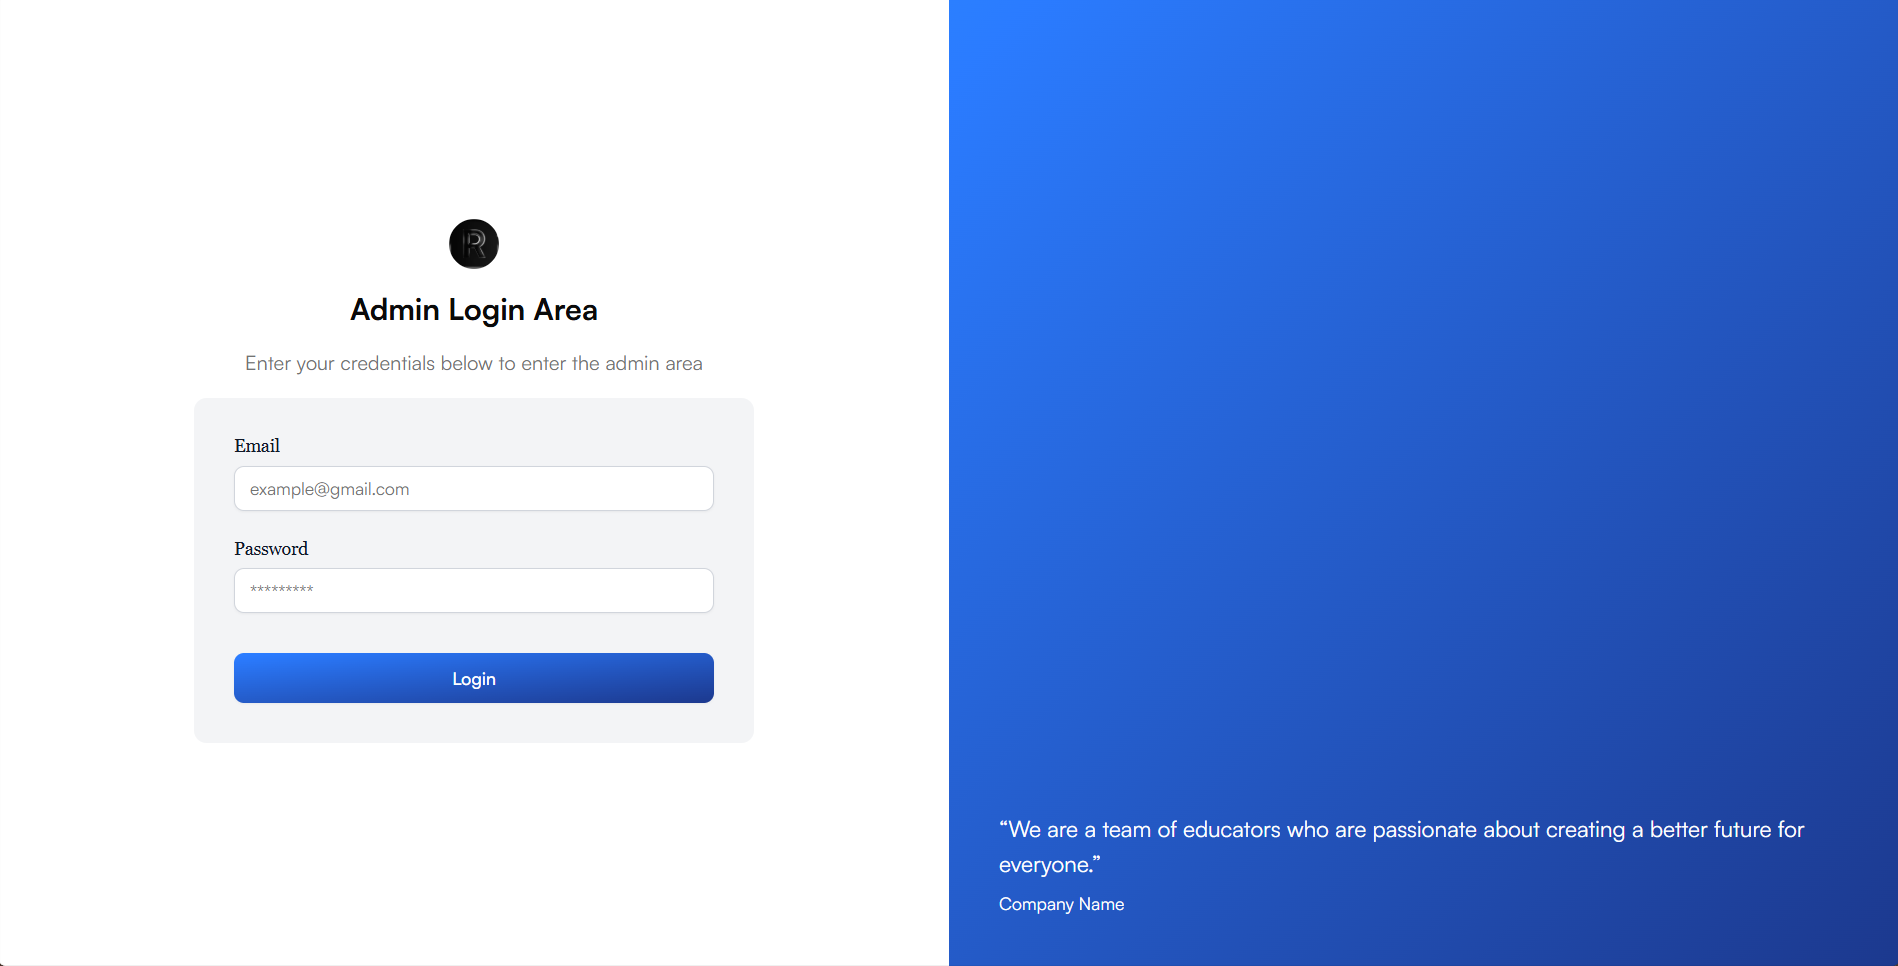 R
Admin Login Area
Enter your credentials below to enter the admin area
Email
example@gmail.com
Password
*********
Login
“We are a team of educators who are passionate about creating a better future for
everyone.”
Company Name